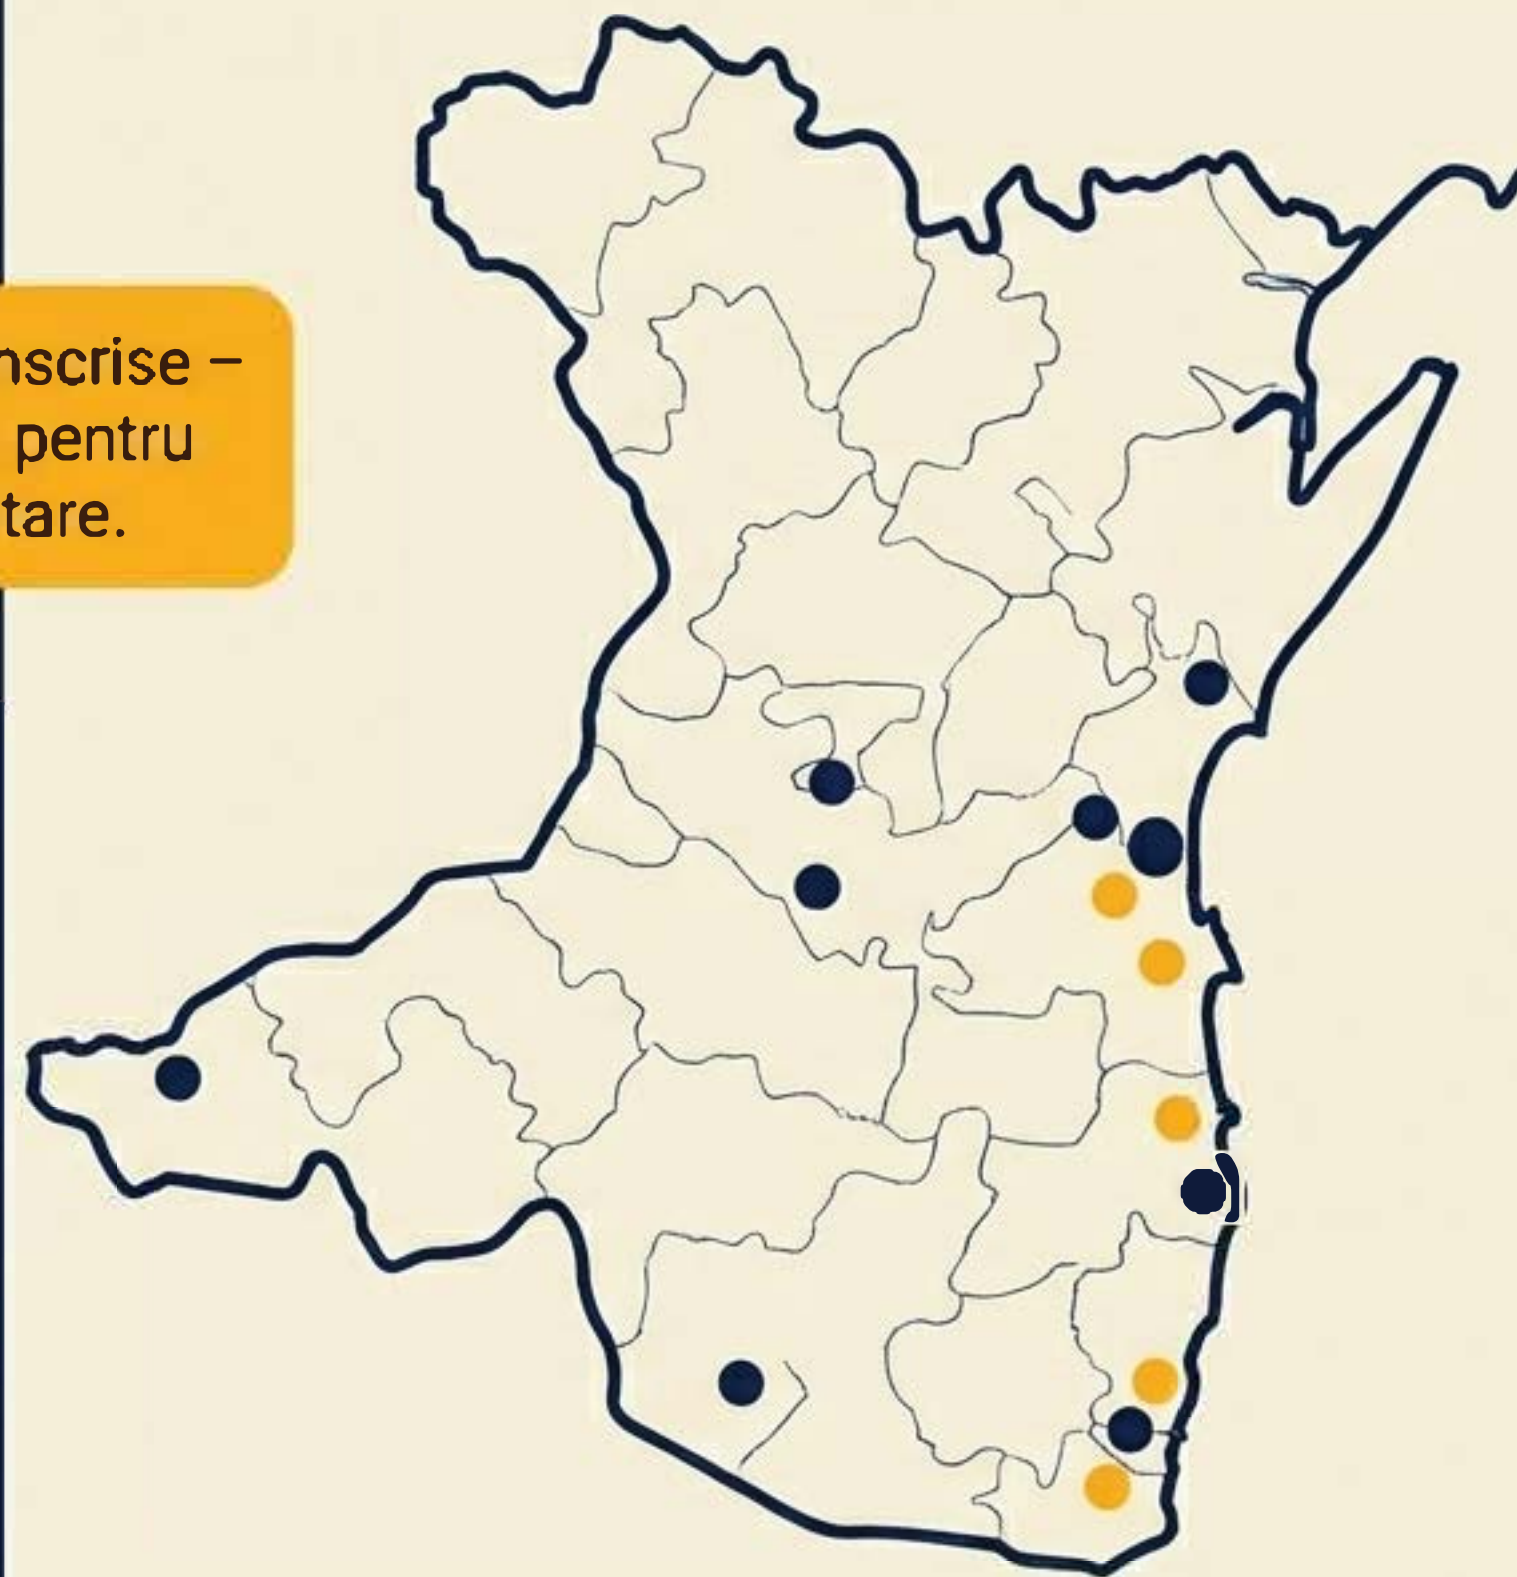 nscrise –
pentru
tare.